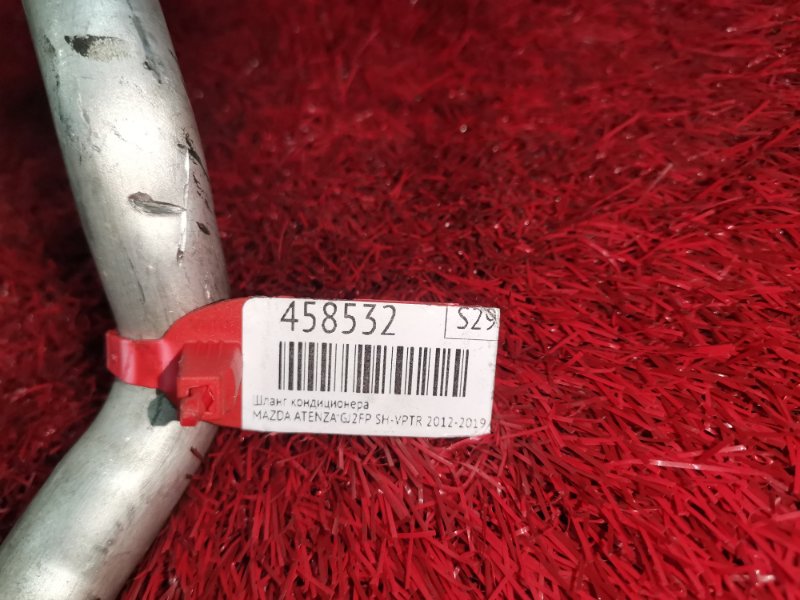 458532 S29
Шланг кондиционера
MAZDA ATENZA GJ2FP SH-VPTR 2012-2019